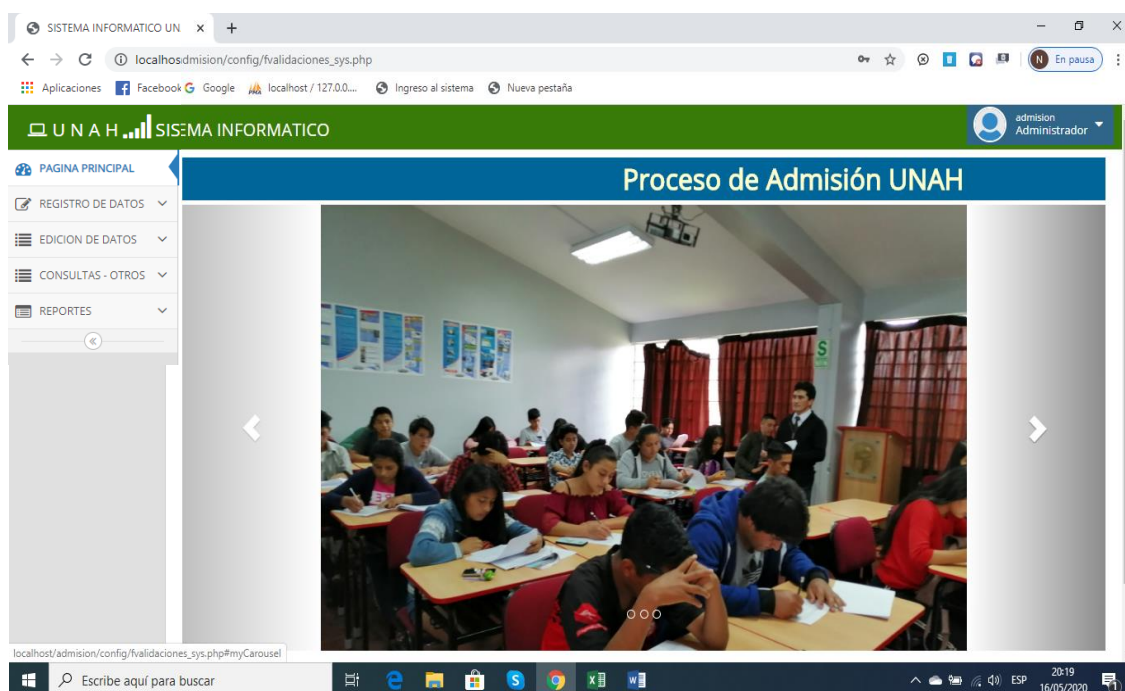 SISTEMA INFORMATICO UN
localhosdmision/config/fvalidaciones_sys.php
N En pausa
Aplicaciones Facebook G Google localhost / 127.0.0.... Ingreso al sistema Nueva pestaña
U N A H SISEMA INFORMATICO
admision
Administrador
PAGINA PRINCIPAL
Proceso de Admisión UNAH
REGISTRO DE DATOS
EDICION DE DATOS
CONSULTAS - OTROS
REPORTES
S
localhost/admision/config/fvalidaciones_sys.php#myCarousel
Escribe aquí para buscar
ESP
20:19
16/05/2020